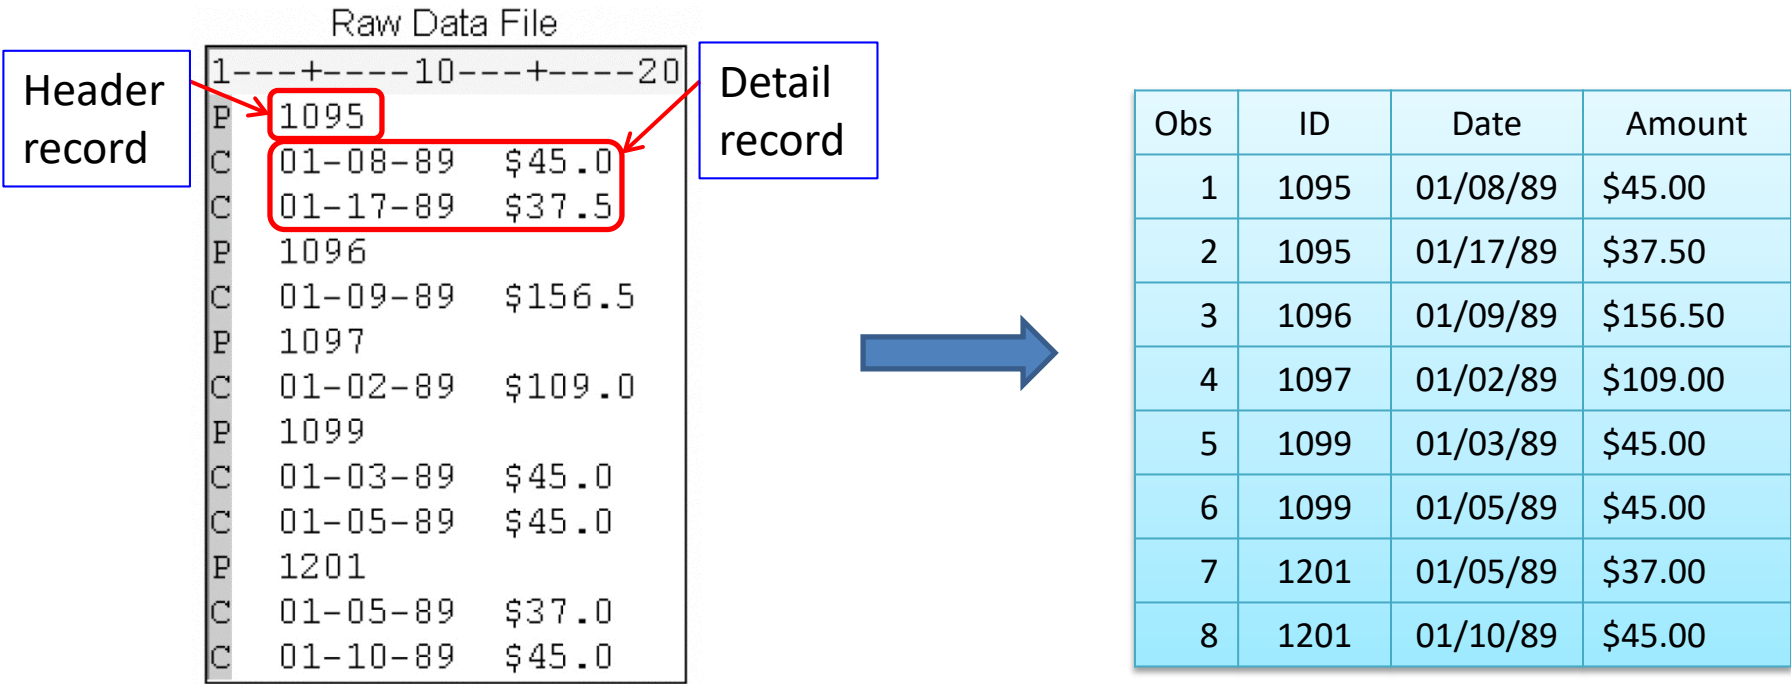 Raw Data File
Header
record
Detail
record
1---+----10---+----20
P 1095
C 01-08-89 $45.0
C 01-17-89 $37.5
P 1096
C 01-09-89 $156.5
P 1097
C 01-02-89 $109.0
P 1099
C 01-03-89 $45.0
C 01-05-89 $45.0
P 1201
C 01-05-89 $37.0
C 01-10-89 $45.0
Obs ID Date Amount
1 1095 01/08/89 $45.00
2 1095 01/17/89 $37.50
3 1096 01/09/89 $156.50
4 1097 01/02/89 $109.00
5 1099 01/03/89 $45.00
6 1099 01/05/89 $45.00
7 1201 01/05/89 $37.00
8 1201 01/10/89 $45.00